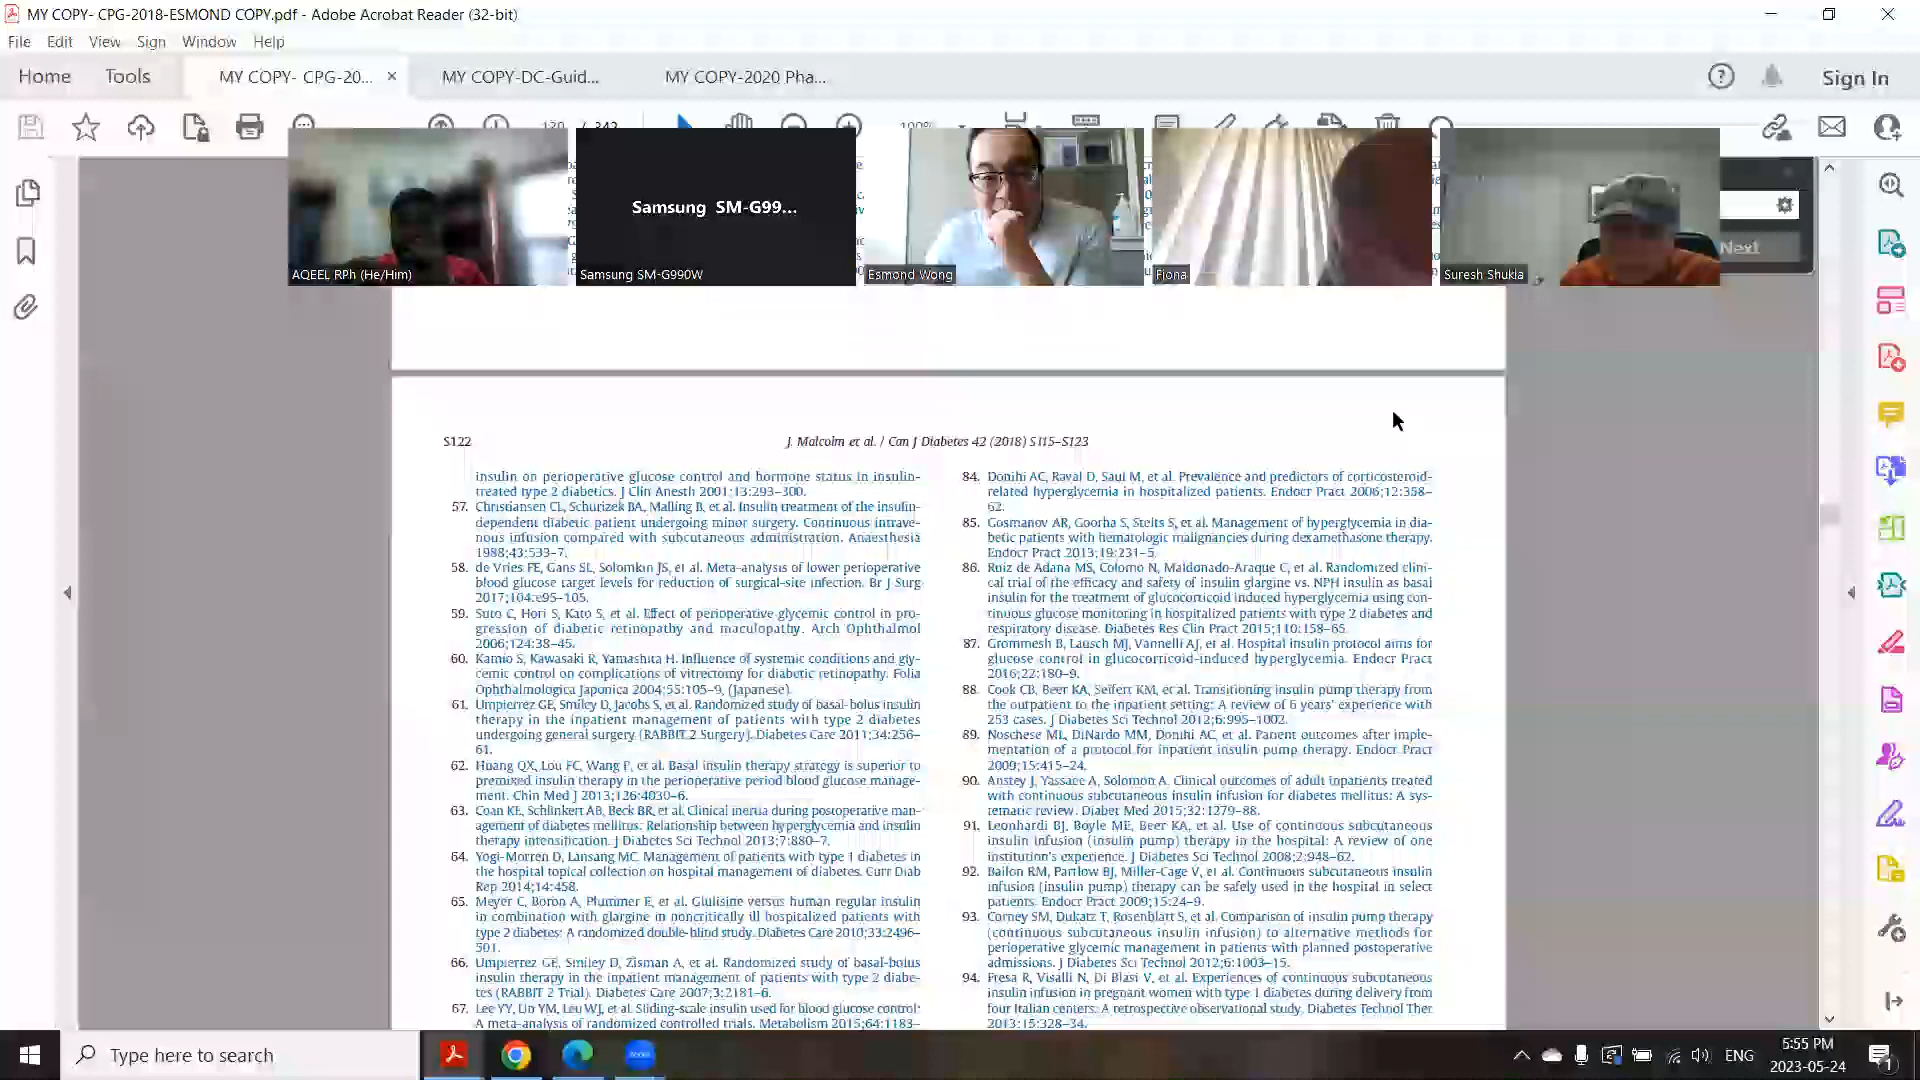 MY COPY- CPG-2018-ESMOND COPY.pdf - Adobe Acrobat Reader (32-bit)
File Edit View Sign Window Help
Home Tools MY COPY- CPG-20... × MY COPY-DC-Guid... MY COPY-2020 Pha... Sign In
Samsung SM-G99...
AQEEL RPh (He/Him)
Samsung SM-G990W
Esmond Wong
Fiona
Suresh Shukla
Next
S122
J. Malcolm et al. / Can J Diabetes 42 (2018) S115–S123
insulin on perioperative glucose control and hormone status in insulin-
treated type 2 diabetics. J Clin Anesth 2001;13:293–300.
57. Christiansen CL, Schurizek BA, Malling B, et al. Insulin treatment of the insulin-
dependent diabetic patient undergoing minor surgery. Continuous intrave-
nous infusion compared with subcutaneous administration. Anaesthesia
1988;43:533–7.
58. de Vries FE, Gans SL, Solomkin JS, et al. Meta-analysis of lower perioperative
blood glucose target levels for reduction of surgical-site infection. Br J Surg
2017;104:e95–105.
59. Suto C, Hori S, Kato S, et al. Effect of perioperative glycemic control in pro-
gression of diabetic retinopathy and maculopathy. Arch Ophthalmol
2006;124:38–45.
60. Kamio S, Kawasaki R, Yamashita H. Influence of systemic conditions and gly-
cemic control on complications of vitrectomy for diabetic retinopathy. Folia
Ophthalmologica Japonica 2004;55:105–9, (Japanese).
61. Umpierrez GE, Smiley D, Jacobs S, et al. Randomized study of basal-bolus insulin
therapy in the inpatient management of patients with type 2 diabetes
undergoing general surgery (RABBIT 2 Surgery). Diabetes Care 2011;34:256–
61.
62. Huang QX, Lou FC, Wang P, et al. Basal insulin therapy strategy is superior to
premixed insulin therapy in the perioperative period blood glucose manage-
ment. Chin Med J 2013;126:4030–6.
63. Coan KE, Schlinkert AB, Beck BR, et al. Clinical inertia during postoperative man-
agement of diabetes mellitus: Relationship between hyperglycemia and insulin
therapy intensification. J Diabetes Sci Technol 2013;7:880–7.
64. Yogi-Morren D, Lansang MC. Management of patients with type 1 diabetes in
the hospital topical collection on hospital management of diabetes. Curr Diab
Rep 2014;14:458.
65. Meyer C, Boron A, Plummer E, et al. Glulisine versus human regular insulin
in combination with glargine in noncritically ill hospitalized patients with
type 2 diabetes: A randomized double-blind study. Diabetes Care 2010;33:2496–
501.
66. Umpierrez GE, Smiley D, Zisman A, et al. Randomized study of basal-bolus
insulin therapy in the inpatient management of patients with type 2 diabe-
tes (RABBIT 2 Trial). Diabetes Care 2007;3:2181–6.
67. Lee YY, Lin YM, Leu WJ, et al. Sliding-scale insulin used for blood glucose control:
A meta-analysis of randomized controlled trials. Metabolism 2015;64:1183–
84. Donihi AC, Raval D, Saul M, et al. Prevalence and predictors of corticosteroid-
related hyperglycemia in hospitalized patients. Endocr Pract 2006;12:358–
62.
85. Gosmanov AR, Goorha S, Stelts S, et al. Management of hyperglycemia in dia-
betic patients with hematologic malignancies during dexamethasone therapy.
Endocr Pract 2013;19:231–5.
86. Ruiz de Adana MS, Colomo N, Maldonado-Araque C, et al. Randomized clini-
cal trial of the efficacy and safety of insulin glargine vs. NPH insulin as basal
insulin for the treatment of glucocorticoid induced hyperglycemia using con-
tinuous glucose monitoring in hospitalized patients with type 2 diabetes and
respiratory disease. Diabetes Res Clin Pract 2015;110:158–65.
87. Grommesh B, Lausch MJ, Vannelli AJ, et al. Hospital insulin protocol aims for
glucose control in glucocorticoid-induced hyperglycemia. Endocr Pract
2016;22:180–9.
88. Cook CB, Beer KA, Seifert KM, et al. Transitioning insulin pump therapy from
the outpatient to the inpatient setting: A review of 6 years' experience with
253 cases. J Diabetes Sci Technol 2012;6:995–1002.
89. Noschese ML, DiNardo MM, Donihi AC, et al. Patient outcomes after imple-
mentation of a protocol for inpatient insulin pump therapy. Endocr Pract
2009;15:415–24.
90. Anstey J, Yassaee A, Solomon A. Clinical outcomes of adult inpatients treated
with continuous subcutaneous insulin infusion for diabetes mellitus: A sys-
tematic review. Diabet Med 2015;32:1279–88.
91. Leonhardi BJ, Boyle ME, Beer KA, et al. Use of continuous subcutaneous
insulin infusion (insulin pump) therapy in the hospital: A review of one
institution's experience. J Diabetes Sci Technol 2008;2:948–62.
92. Bailon RM, Partlow BJ, Miller-Cage V, et al. Continuous subcutaneous insulin
infusion (insulin pump) therapy can be safely used in the hospital in select
patients. Endocr Pract 2009;15:24–9.
93. Corney SM, Dukatz T, Rosenblatt S, et al. Comparison of insulin pump therapy
(continuous subcutaneous insulin infusion) to alternative methods for
perioperative glycemic management in patients with planned postoperative
admissions. J Diabetes Sci Technol 2012;6:1003–15.
94. Fresa R, Visalli N, Di Blasi V, et al. Experiences of continuous subcutaneous
insulin infusion in pregnant women with type 1 diabetes during delivery from
four Italian centers: A retrospective observational study. Diabetes Technol Ther
2013;15:328–34.
Type here to search
ENG
5:55 PM
2023-05-24
1